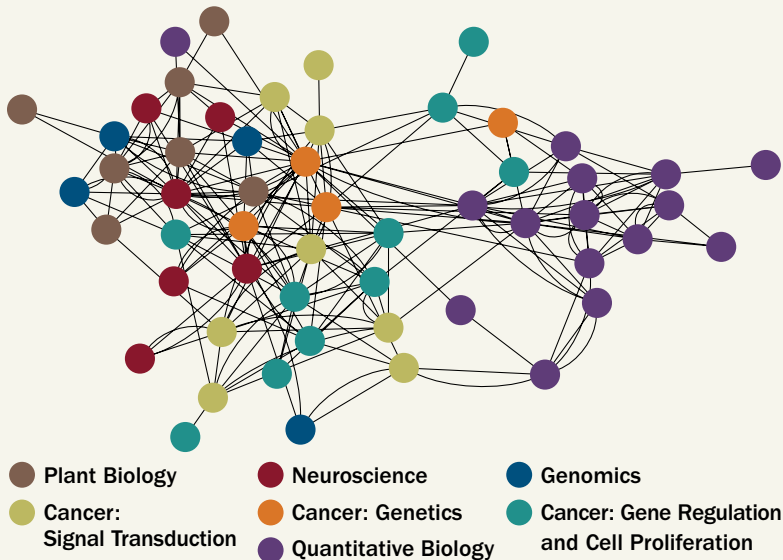 Plant Biology
Neuroscience
Genomics
Cancer:
Signal Transduction
Cancer: Genetics
Cancer: Gene Regulation
and Cell Proliferation
Quantitative Biology